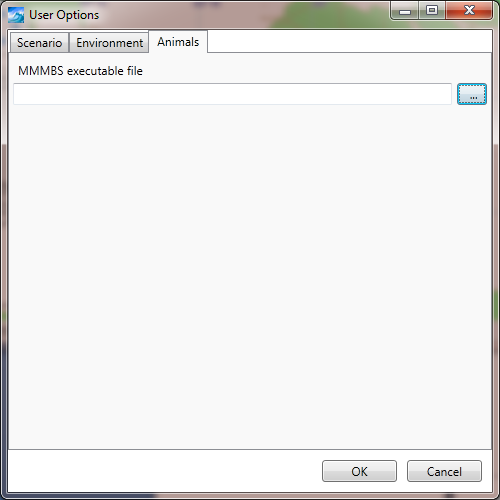 User Options
Scenario Environment Animals
MMMBS executable file
...
OK Cancel